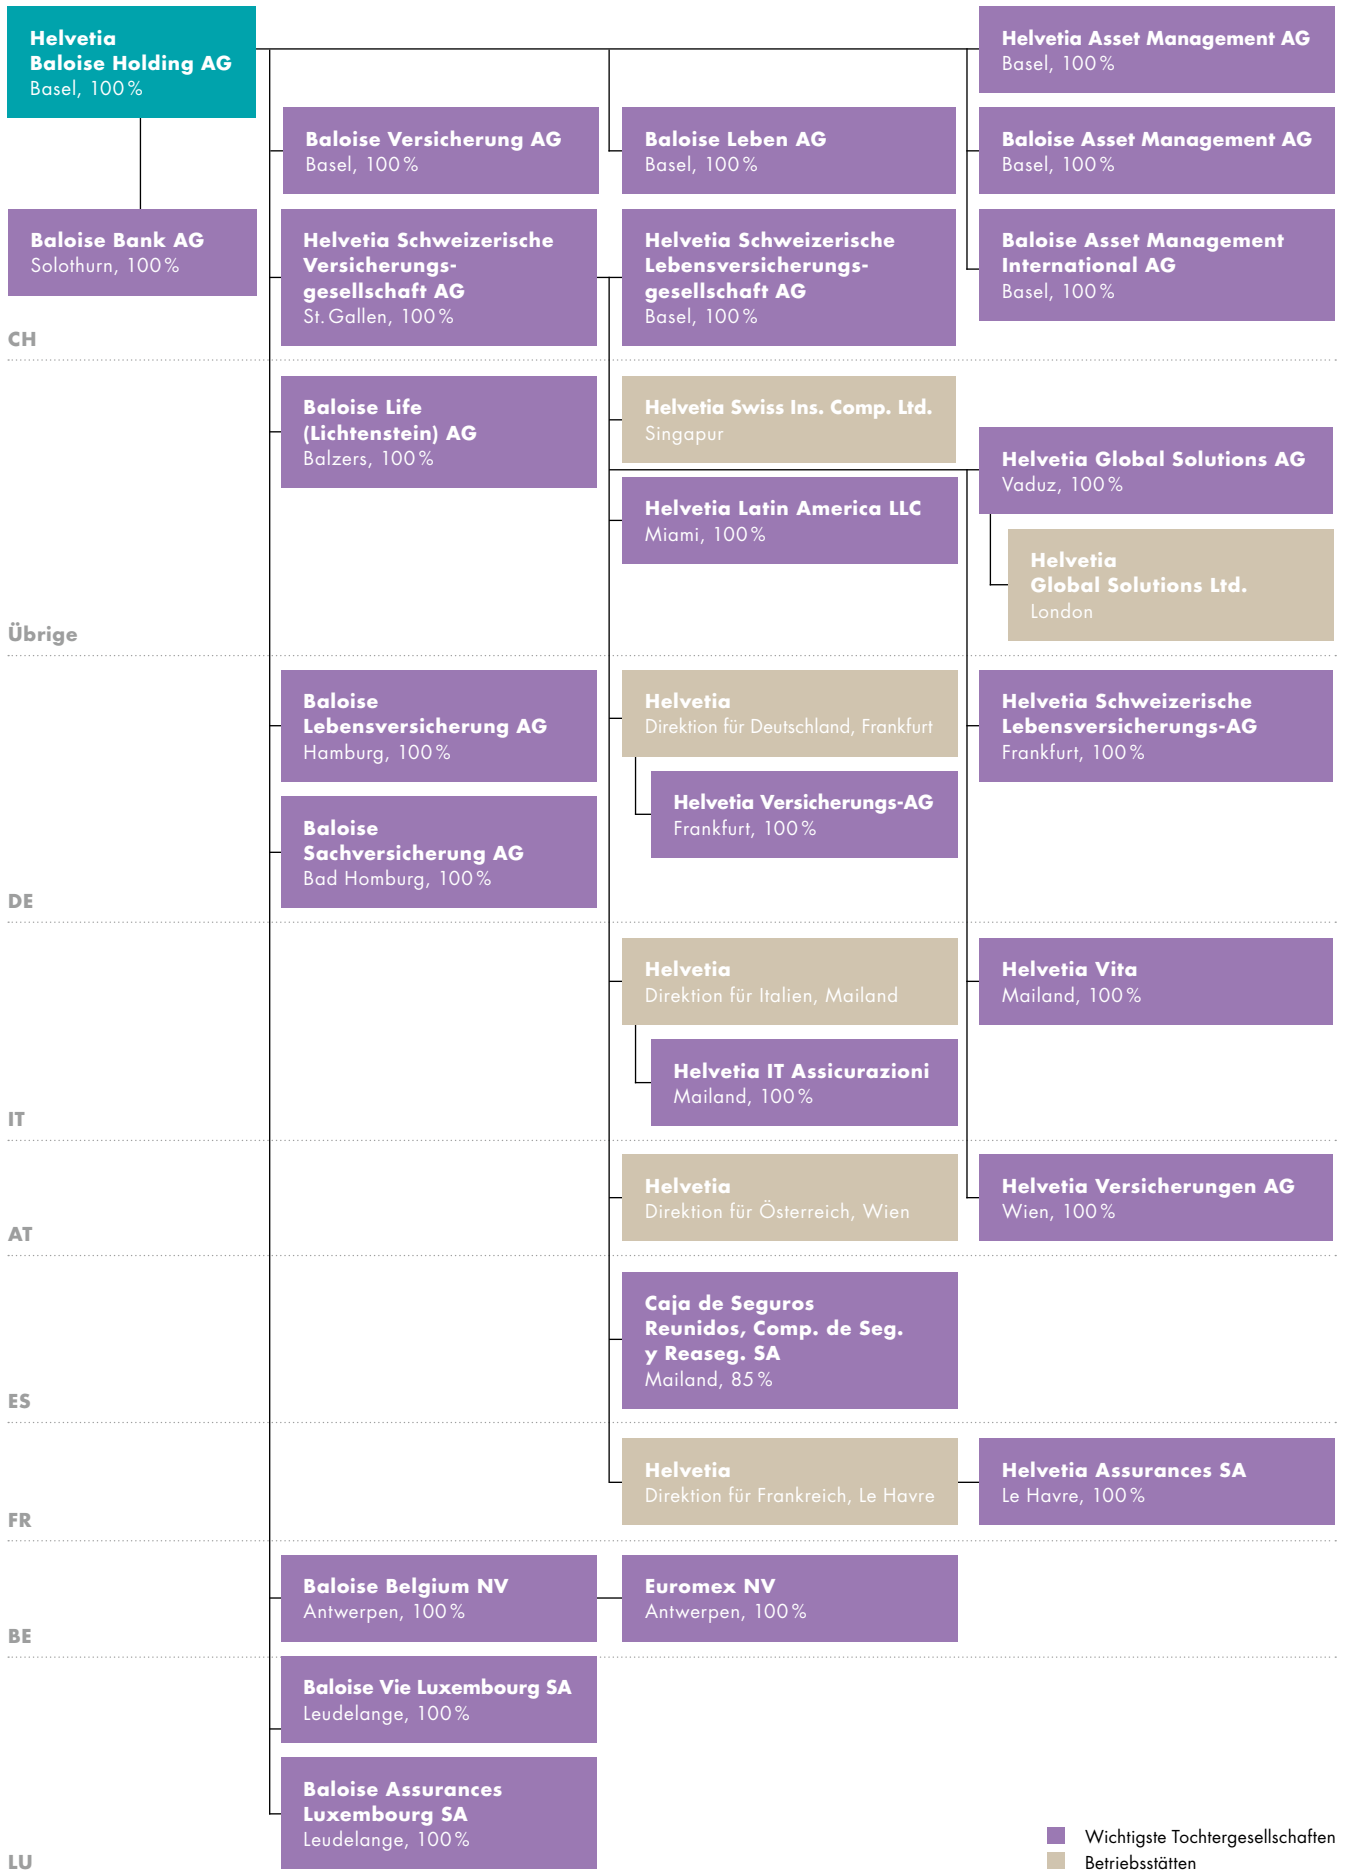 Helvetia
Baloise Holding AG
Basel, 100%
Helvetia Asset Management AG
Basel, 100%
Baloise Versicherung AG
Basel, 100%
Baloise Leben AG
Basel, 100%
Baloise Asset Management AG
Basel, 100%
Baloise Bank AG
Solothurn, 100%
Helvetia Schweizerische
Versicherungs-
gesellschaft AG
St. Gallen, 100%
Helvetia Schweizerische
Lebensversicherungs-
gesellschaft AG
Basel, 100%
Baloise Asset Management
International AG
Basel, 100%
CH
Baloise Life
(Lichtenstein) AG
Balzers, 100%
Helvetia Swiss Ins. Comp. Ltd.
Singapur
Helvetia Global Solutions AG
Vaduz, 100%
Helvetia Latin America LLC
Miami, 100%
Helvetia
Global Solutions Ltd.
London
Übrige
Baloise
Lebensversicherung AG
Hamburg, 100%
Helvetia
Direktion für Deutschland, Frankfurt
Helvetia Schweizerische
Lebensversicherungs-AG
Frankfurt, 100%
Helvetia Versicherungs-AG
Frankfurt, 100%
Baloise
Sachversicherung AG
Bad Homburg, 100%
DE
Helvetia
Direktion für Italien, Mailand
Helvetia Vita
Mailand, 100%
Helvetia IT Assicurazioni
Mailand, 100%
IT
Helvetia
Direktion für Österreich, Wien
Helvetia Versicherungen AG
Wien, 100%
AT
Caja de Seguros
Reunidos, Comp. de Seg.
y Reaseg. SA
Mailand, 85%
ES
Helvetia
Direktion für Frankreich, Le Havre
Helvetia Assurances SA
Le Havre, 100%
FR
Baloise Belgium NV
Antwerpen, 100%
Euromex NV
Antwerpen, 100%
BE
Baloise Vie Luxembourg SA
Leudelange, 100%
Baloise Assurances
Luxembourg SA
Leudelange, 100%
LU
Wichtigste Tochtergesellschaften
Betriebsstätten